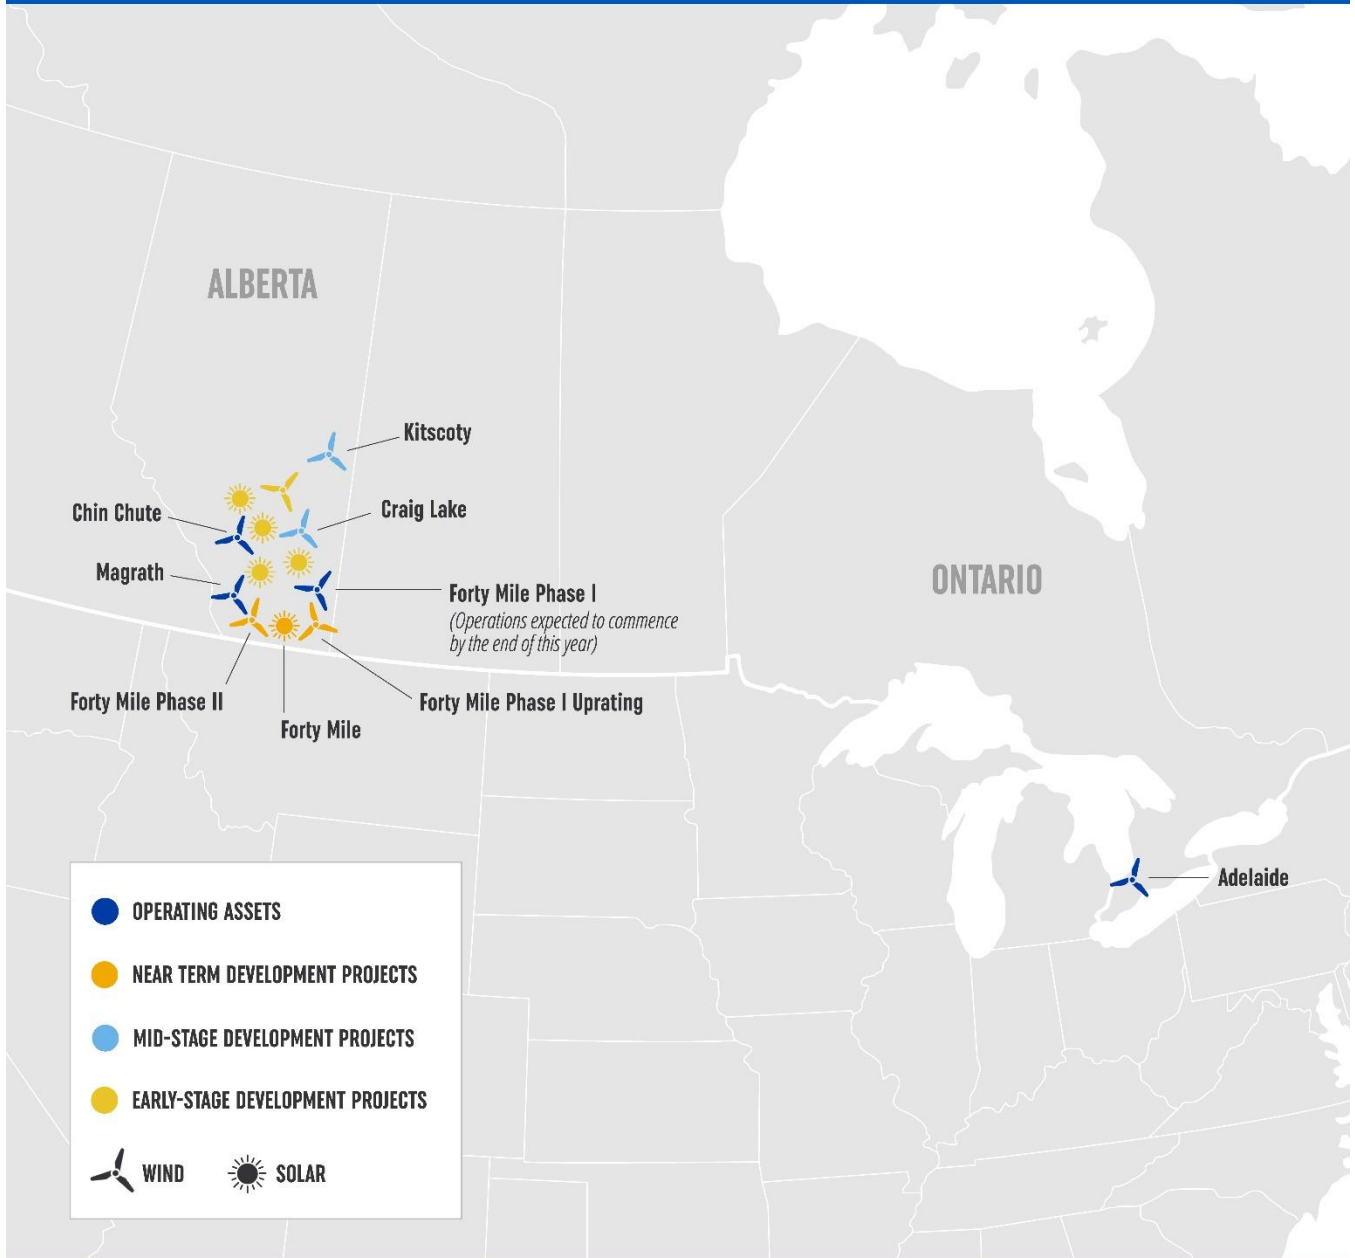 ALBERTA
Kitscoty
Chin Chute
Craig Lake
Magrath
ONTARIO
Forty Mile Phase I
(Operations expected to commence
by the end of this year)
Forty Mile Phase II
Forty Mile Phase I Uprating
Forty Mile
Adelaide
OPERATING ASSETS
NEAR TERM DEVELOPMENT PROJECTS
MID-STAGE DEVELOPMENT PROJECTS
EARLY-STAGE DEVELOPMENT PROJECTS
WIND SOLAR